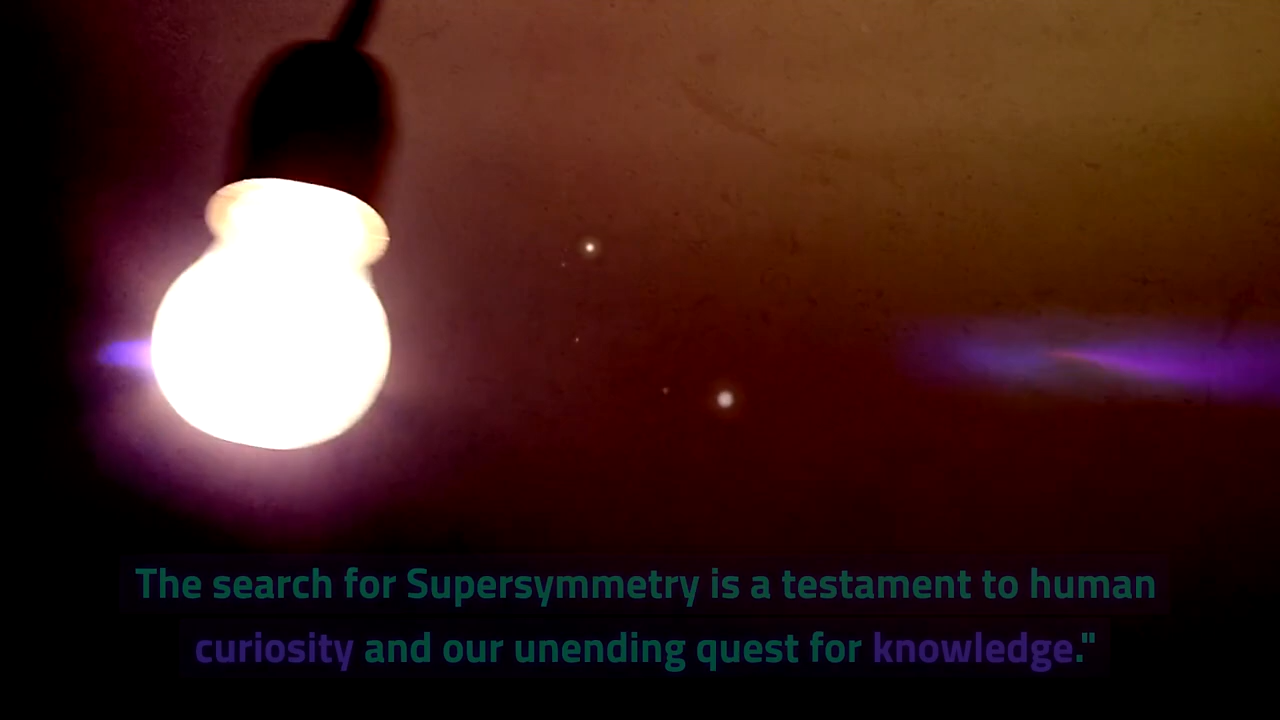 The search for Supersymmetry is a testament to human
curiosity and our unending quest for knowledge."